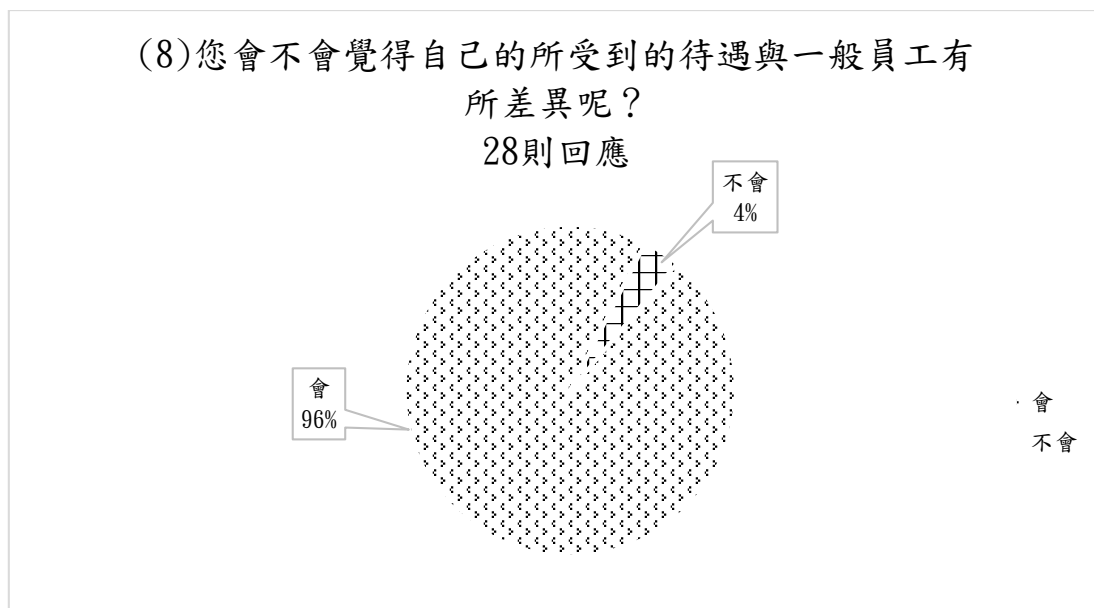 (8)您會不會覺得自己的所受到的待遇與一般員工有
所差異呢？
28則回應
不會
4%
會
96%
會
不會